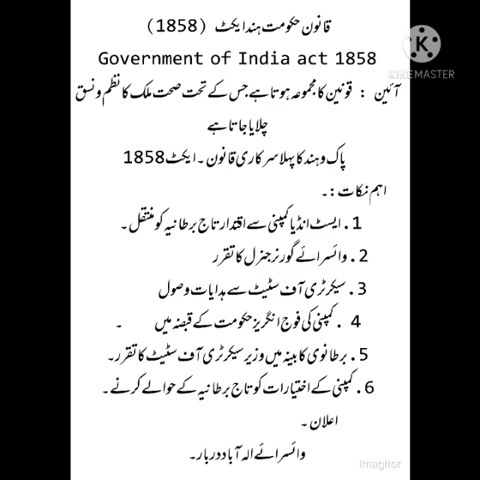 قانون حکومت ہند ایکٹ (1858)
Government of India act 1858
آئین : قونین کا مجموعہ ہوتا ہے جس کے تحت صحت ملک کا نظم و نسق
چلایا جاتا ہے
پاک و ہند کا پہلا سرکاری قانون ۔ ایکٹ 1858
اہم نکات :۔
1. ایسٹ انڈیا کمپنی سے اقتدار تاج برطانیہ کو منتقل ۔
2. وائسرائے گورنر جنرل کا تقرر
3. سیکرٹری آف سٹیٹ سے ہدایات وصول
4 . کمپنی کی فوج انگریز حکومت کے قبضہ میں ۔
5. برطانوی کابینہ میں وزیر سیکرٹری آف سٹیٹ کا تقرر۔
6. کمپنی کے اختیارات کو تاج برطانیہ کے حوالے کرنے ۔
اعلان ۔
وائسرائے الہ آباد دربار۔
K
KINEMASTER
Imagitor